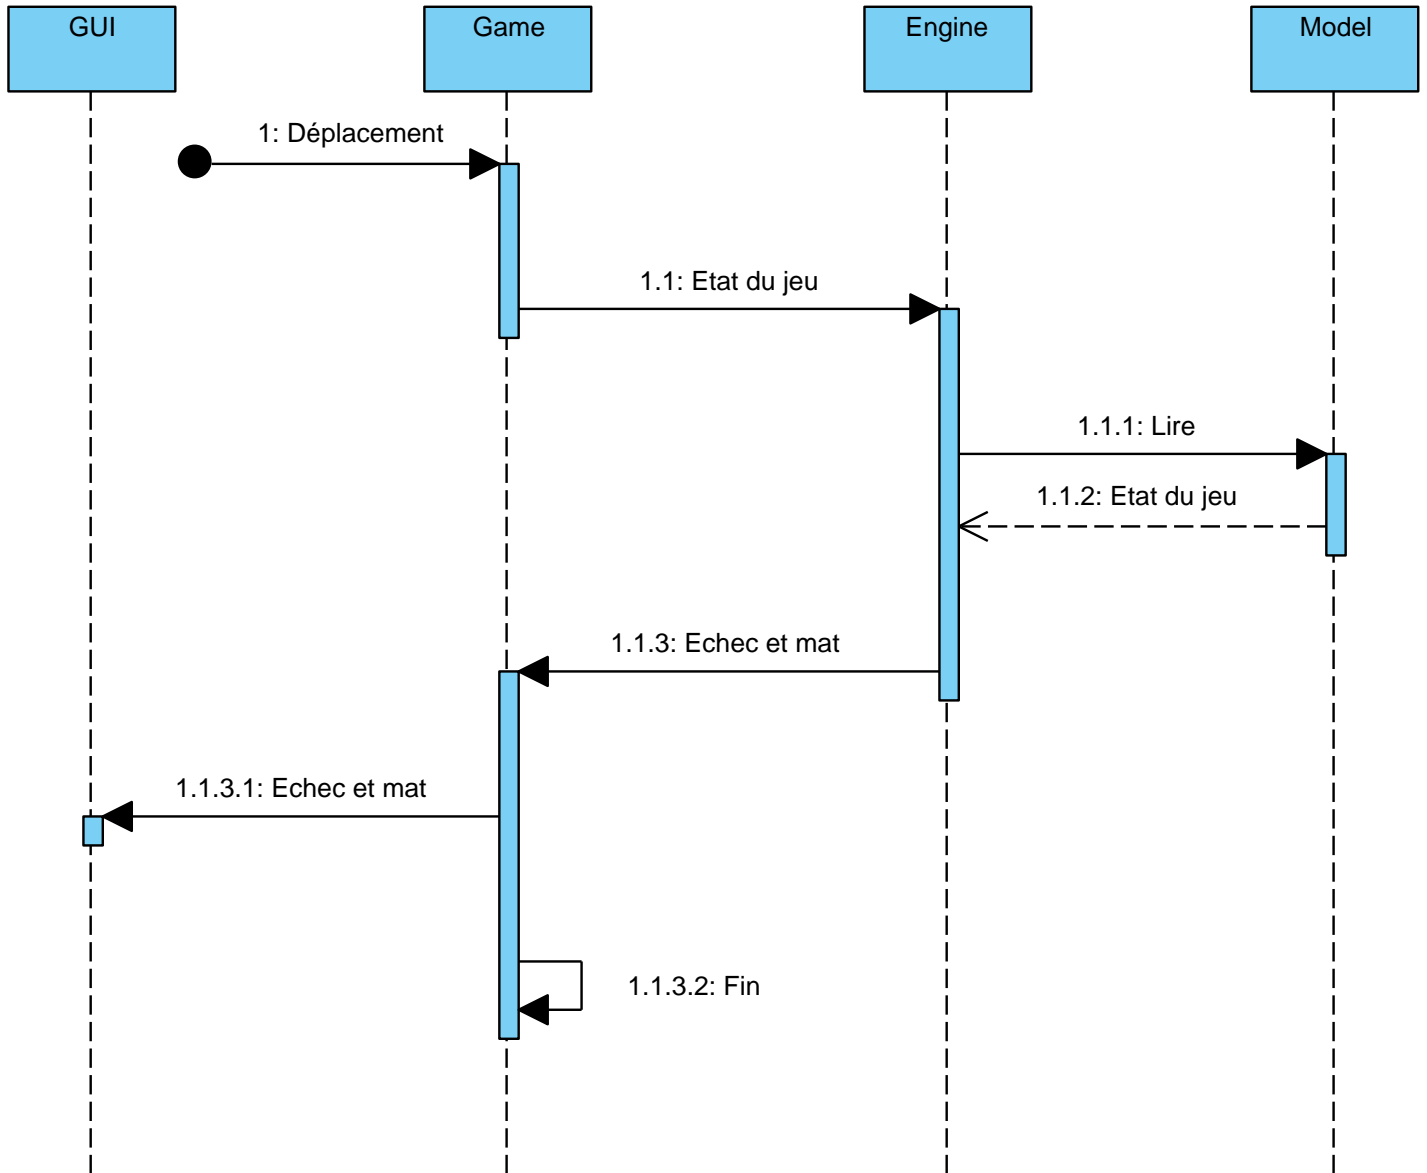 GUI
Game
Engine
Model
1: Déplacement
1.1: Etat du jeu
1.1.1: Lire
1.1.2: Etat du jeu
1.1.3: Echec et mat
1.1.3.1: Echec et mat
1.1.3.2: Fin